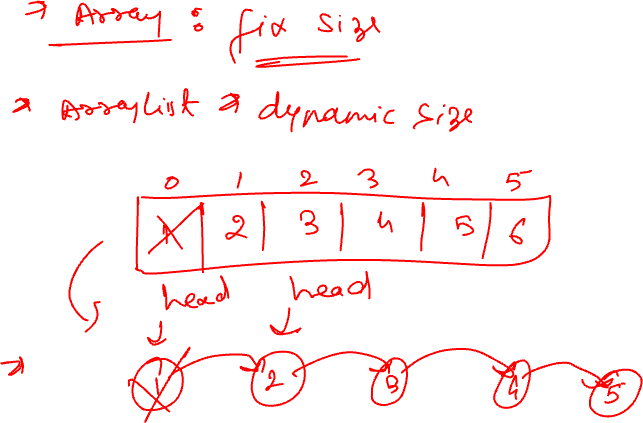 → Array : fix size
→ Arraylist → dynamic size
0 1 2 3 4 5
1 2 3 4 5 6
head head
→ 1 2 3 4 5